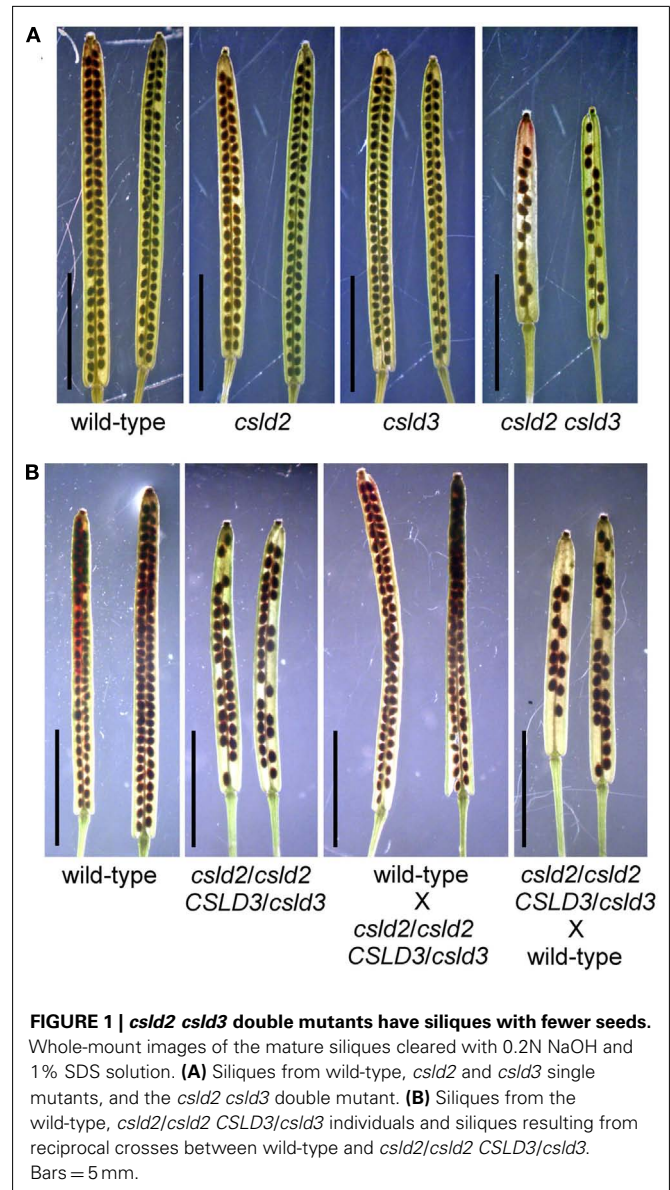 A
wild-type csld2 csld3 csld2 csld3
B
wild-type csld2/csld2 wild-type csld2/csld2
CSLD3/csld3 X CSLD3/csld3
csld2/csld2 X
CSLD3/csld3 wild-type
FIGURE 1 | csld2 csld3 double mutants have siliques with fewer seeds.
Whole-mount images of the mature siliques cleared with 0.2N NaOH and
1% SDS solution. (A) Siliques from wild-type, csld2 and csld3 single
mutants, and the csld2 csld3 double mutant. (B) Siliques from the
wild-type, csld2/csld2 CSLD3/csld3 individuals and siliques resulting from
reciprocal crosses between wild-type and csld2/csld2 CSLD3/csld3.
Bars = 5 mm.